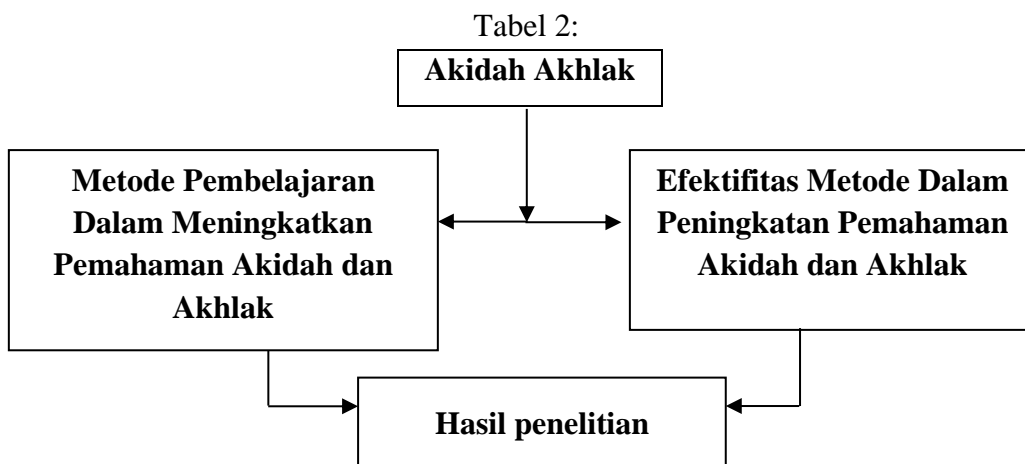 Tabel 2:
Akidah Akhlak
Metode Pembelajaran
Dalam Meningkatkan
Pemahaman Akidah dan
Akhlak
Efektifitas Metode Dalam
Peningkatan Pemahaman
Akidah dan Akhlak
Hasil penelitian